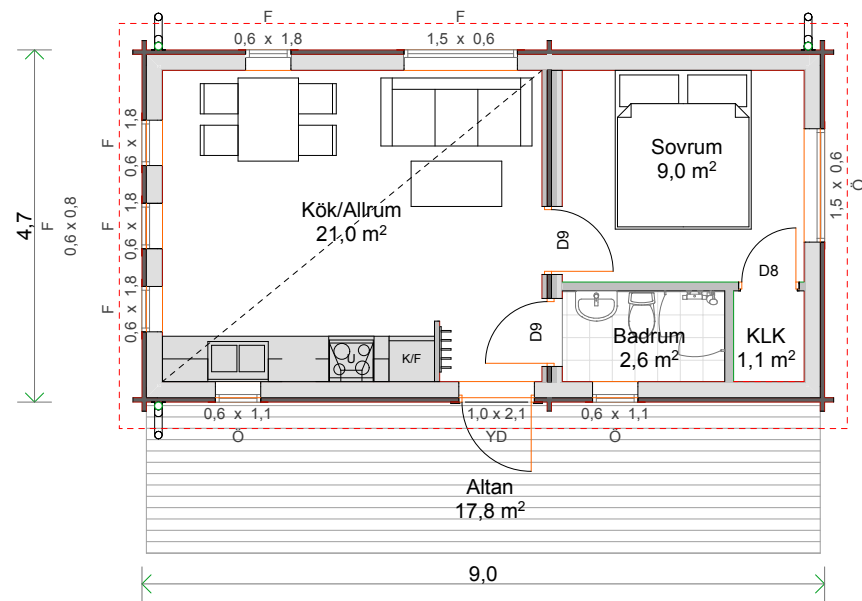 F
F
0,6 x 1,8
1,5 x 0,6
F
0,6 x 1,8
Sovrum
9,0 m²
1,5 x 0,6
Ö
4,7
F
0,6 x 0,8
F
0,6 x 1,8
Kök/Allrum
21,0 m²
D9
D8
F
0,6 x 1,8
D9
Badrum
2,6 m²
KLK
1,1 m²
U
K/F
0,6 x 1,1
Ö
1,0 x 2,1
YD
0,6 x 1,1
Ö
Altan
17,8 m²
9,0